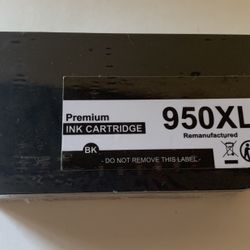 Premium
INK CARTRIDGE
950XL
Remanufactured
BK
- DO NOT REMOVE THIS LABEL -